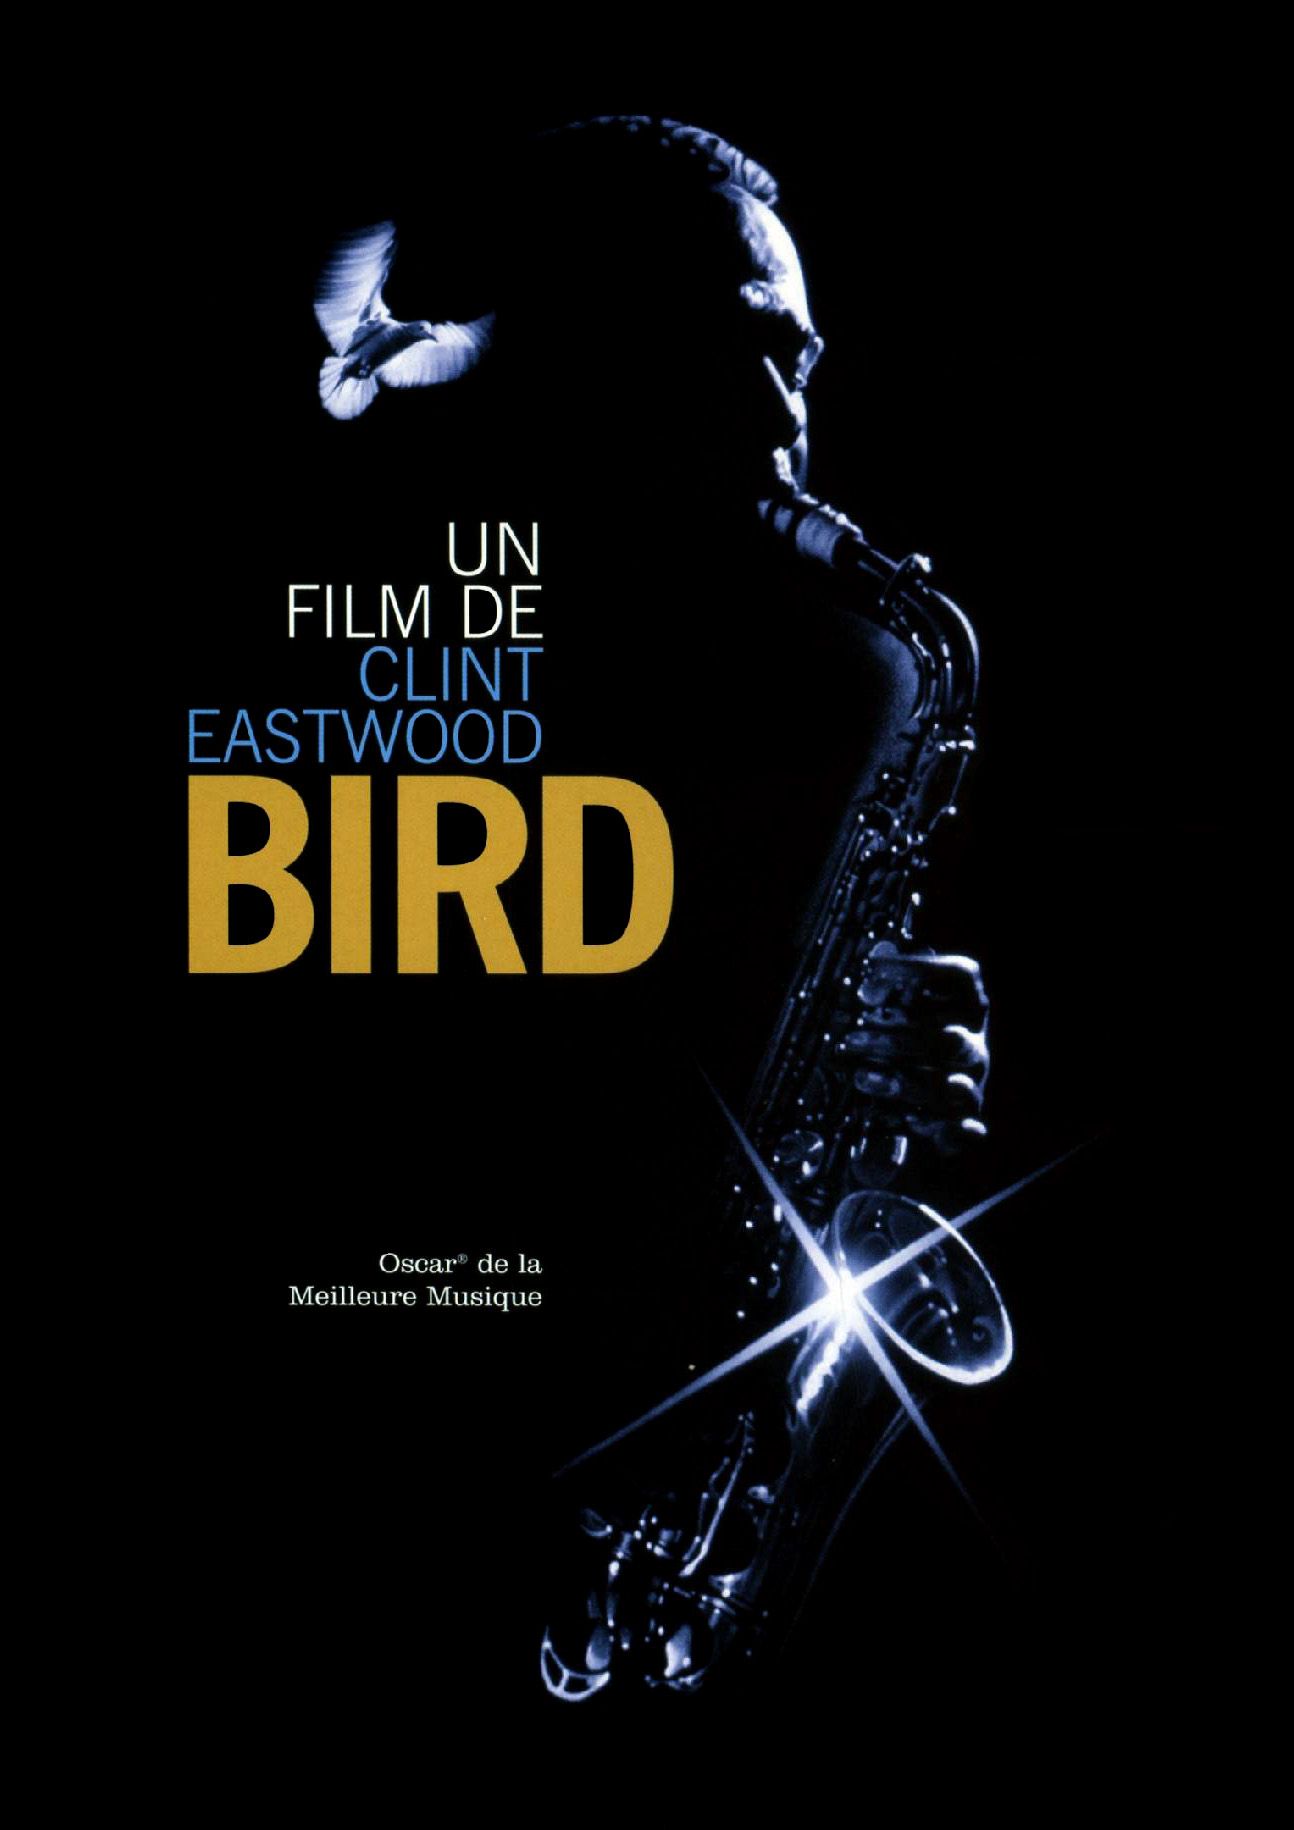 UN
FILM DE
CLINT
EASTWOOD
BIRD
Oscar® de la
Meilleure Musique